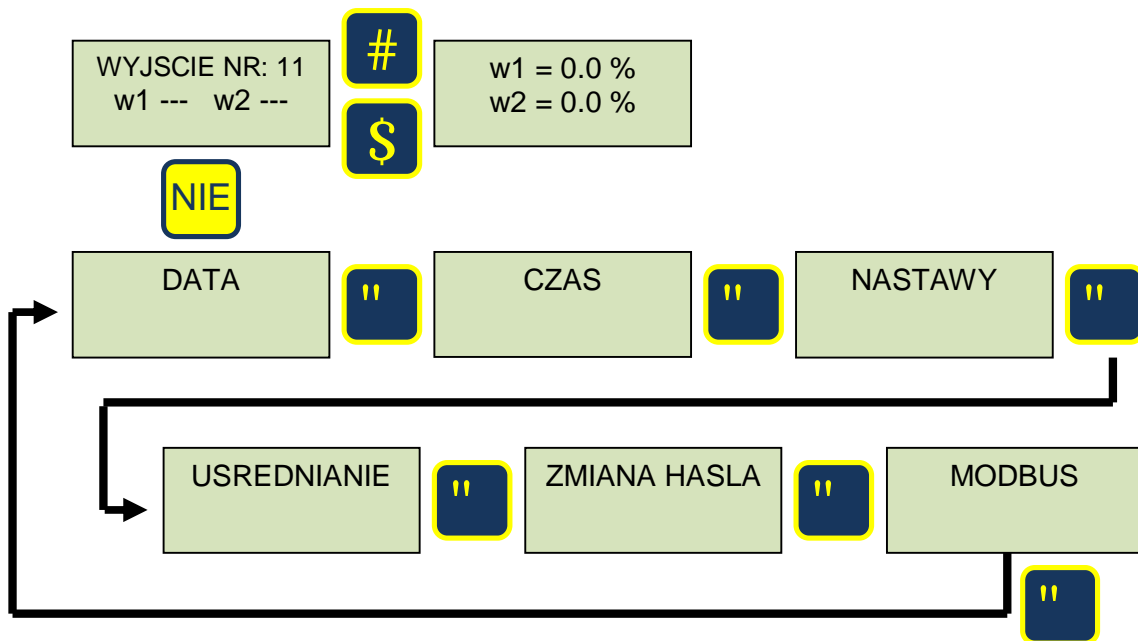 WYJSCIE NR: 11
w1 --- w2 ---
#
$
w1 = 0.0 %
w2 = 0.0 %
NIE
DATA
"
CZAS
"
NASTAWY
"
USREDNIANIE
"
ZMIANA HASLA
"
MODBUS
"